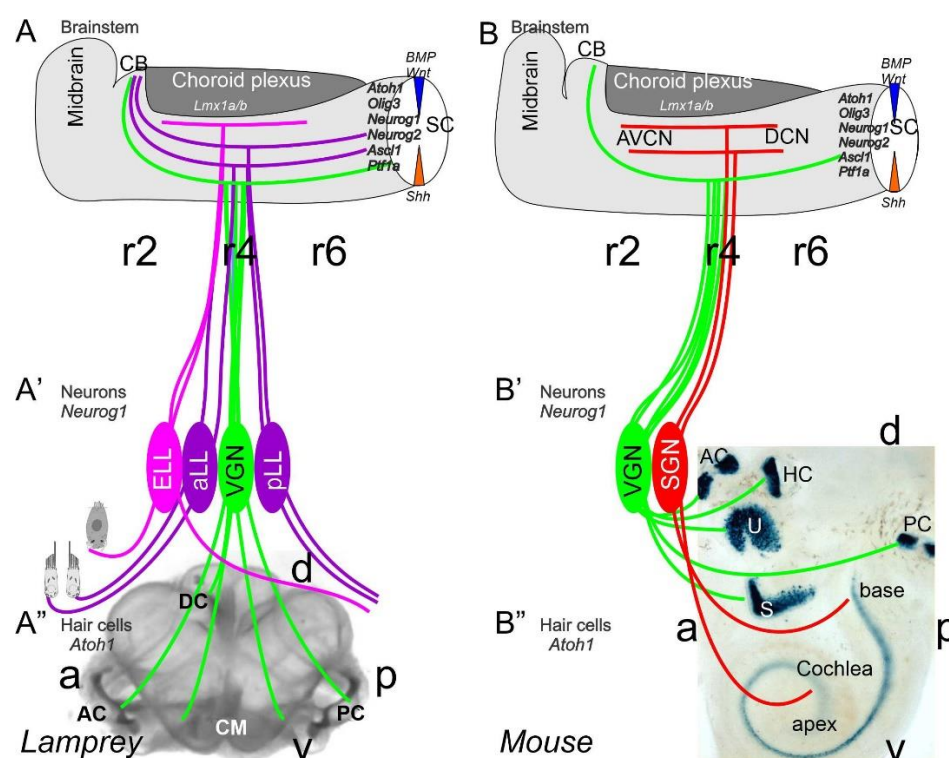 A
Brainstem
Midbrain
CB
Choroid plexus
Lmx1a/b
BMP
Wnt
Atoh1
Olig3
Neurog1
Neurog2
Ascl1
Ptf1a
SC
Shh
r2
r4
r6
A’
Neurons
Neurog1
ELL
aLL
VGN
pLL
A”
Hair cells
Atoh1
d
DC
a
p
AC
CM
PC
v
Lamprey
B
Brainstem
Midbrain
CB
Choroid plexus
Lmx1a/b
BMP
Wnt
Atoh1
Olig3
Neurog1
Neurog2
Ascl1
Ptf1a
SC
Shh
AVCN
DCN
r2
r4
r6
B’
Neurons
Neurog1
VGN
SGN
d
AC
HC
U
PC
S
base
B”
Hair cells
Atoh1
a
p
Cochlea
apex
v
Mouse